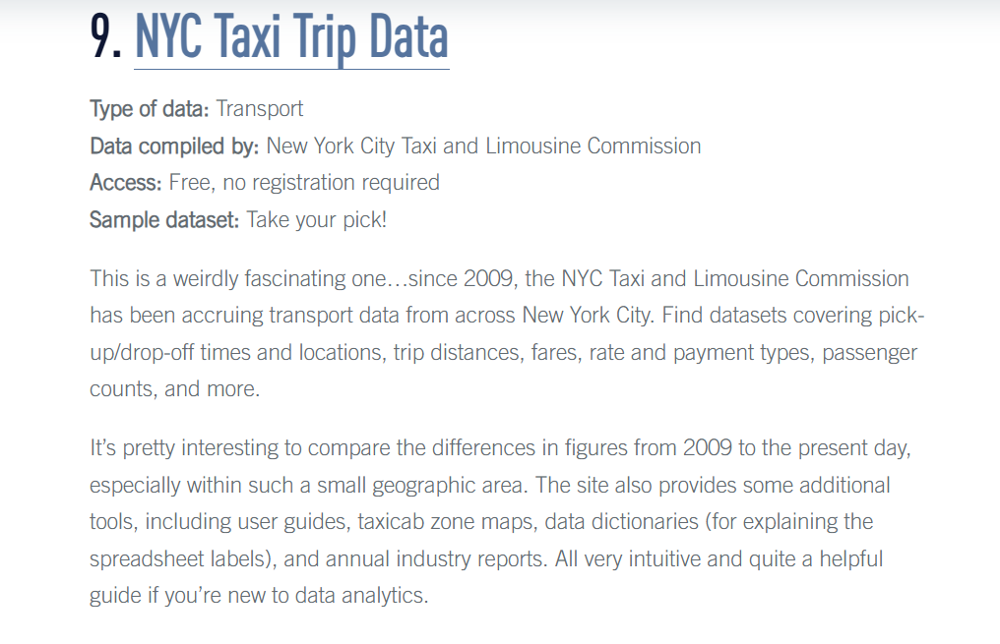 9. NYC Taxi Trip Data
Type of data: Transport
Data compiled by: New York City Taxi and Limousine Commission
Access: Free, no registration required
Sample dataset: Take your pick!
This is a weirdly fascinating one…since 2009, the NYC Taxi and Limousine Commission
has been accruing transport data from across New York City. Find datasets covering pick-
up/drop-off times and locations, trip distances, fares, rate and payment types, passenger
counts, and more.
It’s pretty interesting to compare the differences in figures from 2009 to the present day,
especially within such a small geographic area. The site also provides some additional
tools, including user guides, taxicab zone maps, data dictionaries (for explaining the
spreadsheet labels), and annual industry reports. All very intuitive and quite a helpful
guide if you’re new to data analytics.